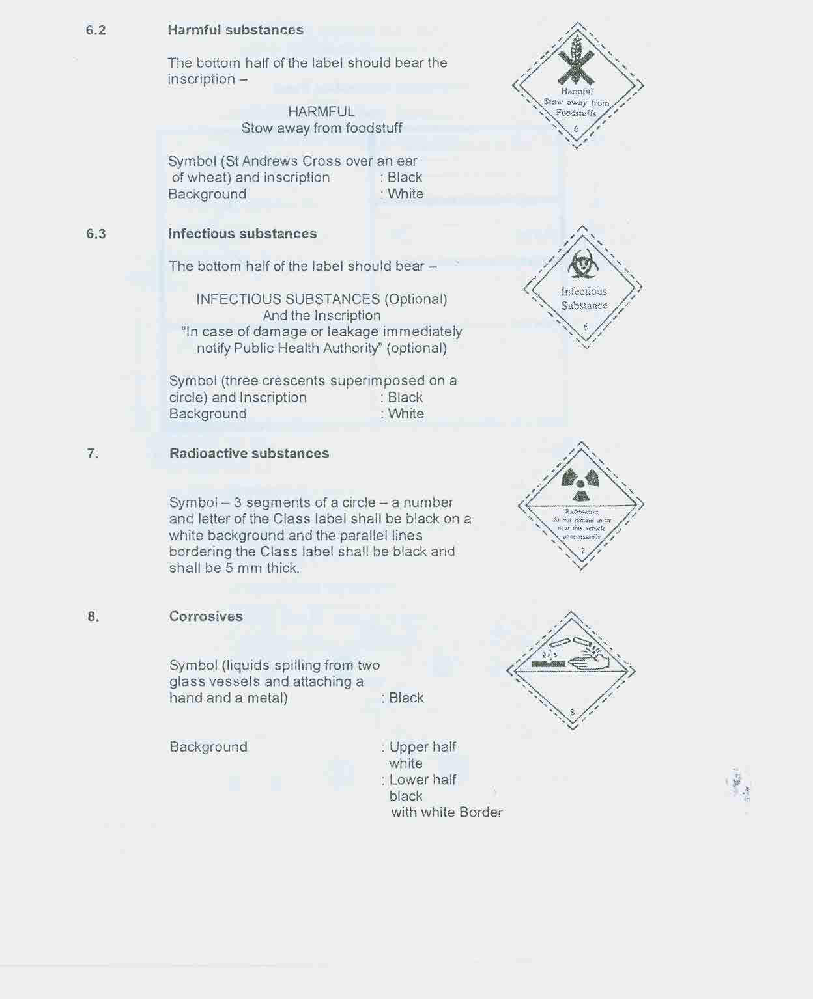 6.2 Harmful substances
The bottom half of the label should bear the
inscription –
HARMFUL
Stow away from foodstuff
Symbol (St Andrews Cross over an ear
of wheat) and inscription : Black
Background : White
Harmful
Stow away from
Foodstuffs
6
6.3 Infectious substances
The bottom half of the label should bear –
INFECTIOUS SUBSTANCES (Optional)
And the Inscription
“In case of damage or leakage immediately
notify Public Health Authority” (optional)
Symbol (three crescents superimposed on a
circle) and Inscription : Black
Background : White
Infectious
Substance
6
7. Radioactive substances
Symbol – 3 segments of a circle – a number
and letter of the Class label shall be black on a
white background and the parallel lines
bordering the Class label shall be black and
shall be 5 mm thick.
Radioactive
do not remain in or
near this vehicle
unnecessarily
7
8. Corrosives
Symbol (liquids spilling from two
glass vessels and attaching a
hand and a metal) : Black
Background : Upper half
white
: Lower half
black
with white Border
8